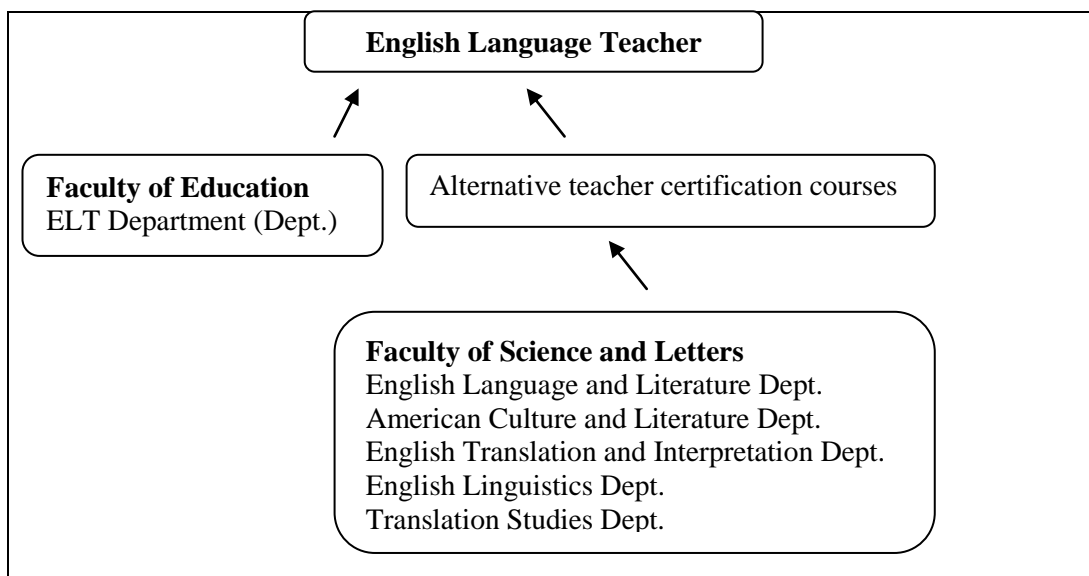 English Language Teacher
Faculty of Education
ELT Department (Dept.)
Alternative teacher certification courses
Faculty of Science and Letters
English Language and Literature Dept.
American Culture and Literature Dept.
English Translation and Interpretation Dept.
English Linguistics Dept.
Translation Studies Dept.